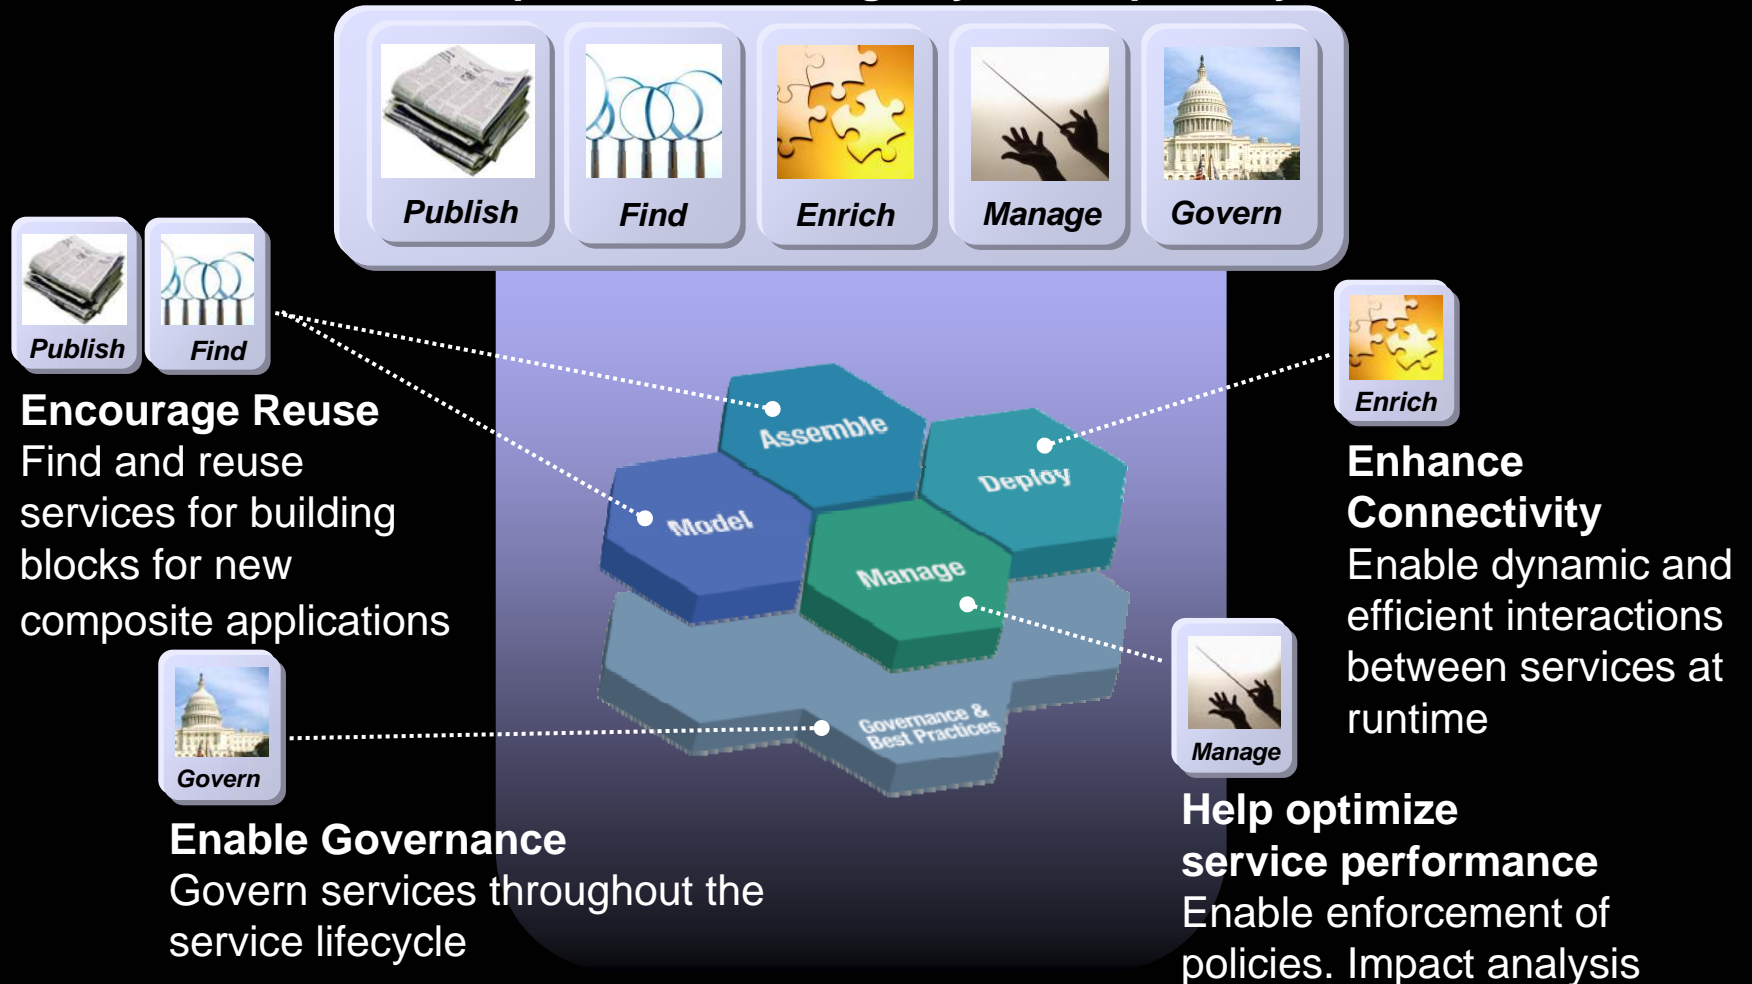 Publish
Find
Enrich
Manage
Govern
Publish
Find
Encourage Reuse
Find and reuse
services for building
blocks for new
composite applications
Enrich
Enhance
Connectivity
Enable dynamic and
efficient interactions
between services at
runtime
Assemble
Deploy
Model
Manage
Governance &
Best Practices
Govern
Enable Governance
Govern services throughout the
service lifecycle
Manage
Help optimize
service performance
Enable enforcement of
policies. Impact analysis